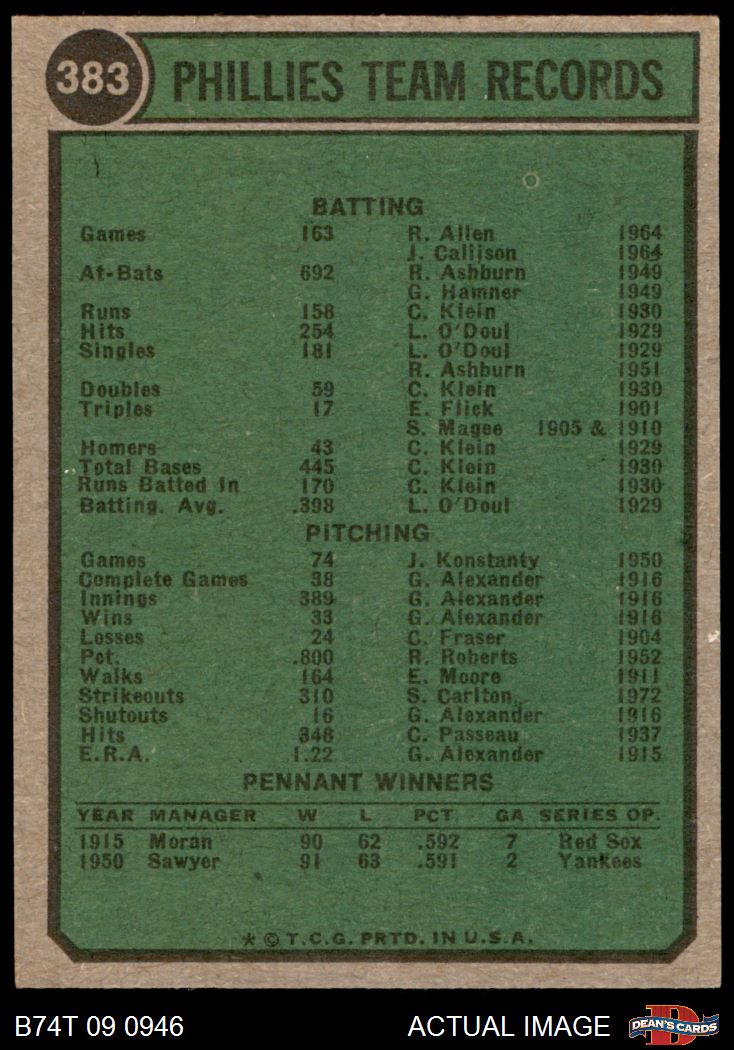 383 PHILLIES TEAM RECORDS
BATTING
Games 163 R. Allen 1964
J. Callison 1964
At-Bats 692 R. Ashburn 1949
G. Hamner 1949
Runs 158 C. Klein 1930
Hits 254 L. O'Doul 1929
Singles 181 L. O'Doul 1929
R. Ashburn 1951
Doubles 59 C. Klein 1930
Triples 17 E. Flick 1901
S. Magee 1905 & 1910
Homers 43 C. Klein 1929
Total Bases 445 C. Klein 1930
Runs Batted In 170 C. Klein 1930
Batting. Avg. .398 L. O'Doul 1929
PITCHING
Games 74 J. Konstanty 1950
Complete Games 38 G. Alexander 1916
Innings 389 G. Alexander 1916
Wins 33 G. Alexander 1916
Losses 24 C. Fraser 1904
Pct. .800 R. Roberts 1952
Walks 164 E. Moore 1911
Strikeouts 310 S. Carlton 1972
Shutouts 16 G. Alexander 1916
Hits 348 C. Passeau 1937
E.R.A. 1.22 G. Alexander 1915
PENNANT WINNERS
YEAR MANAGER W L PCT GA SERIES OP.
1915 Moran 90 62 .592 7 Red Sox
1950 Sawyer 91 63 .591 2 Yankees
* © T.C.G. PRTD. IN U.S.A.
B74T 09 0946 ACTUAL IMAGE DEAN'S CARDS